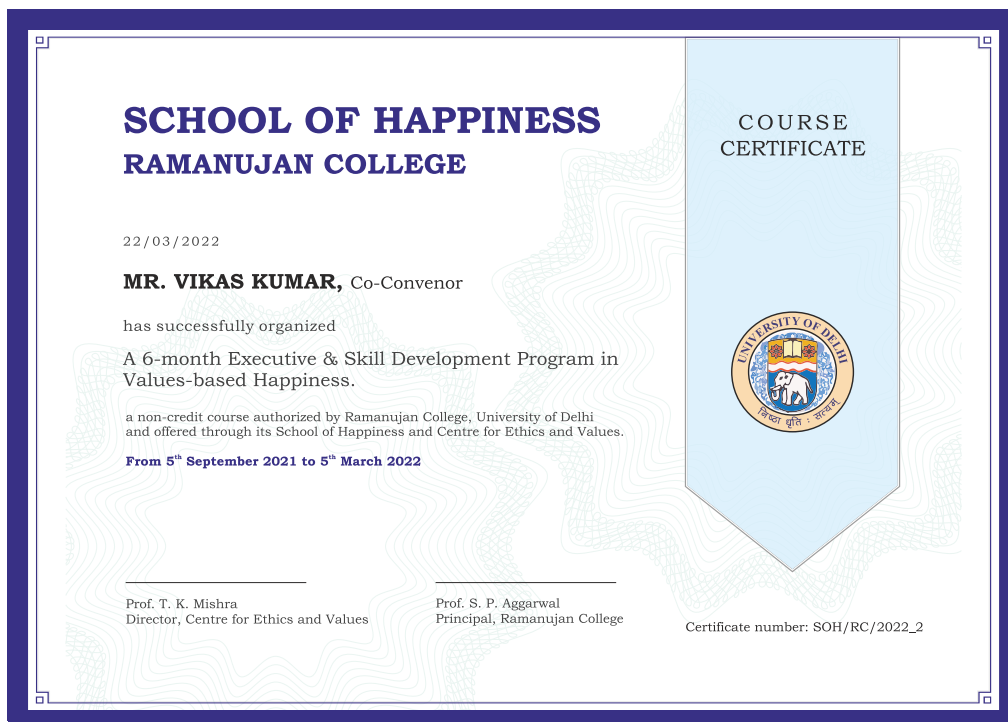 SCHOOL OF HAPPINESS
RAMANUJAN COLLEGE
22/03/2022
MR. VIKAS KUMAR, Co-Convenor
has successfully organized
A 6-month Executive & Skill Development Program in
Values-based Happiness.
a non-credit course authorized by Ramanujan College, University of Delhi
and offered through its School of Happiness and Centre for Ethics and Values.
From 5th September 2021 to 5th March 2022
Prof. T. K. Mishra
Director, Centre for Ethics and Values
Prof. S. P. Aggarwal
Principal, Ramanujan College
COURSE
CERTIFICATE
UNIVERSITY OF DELHI
निष्ठा धृति : सत्यम्
Certificate number: SOH/RC/2022_2